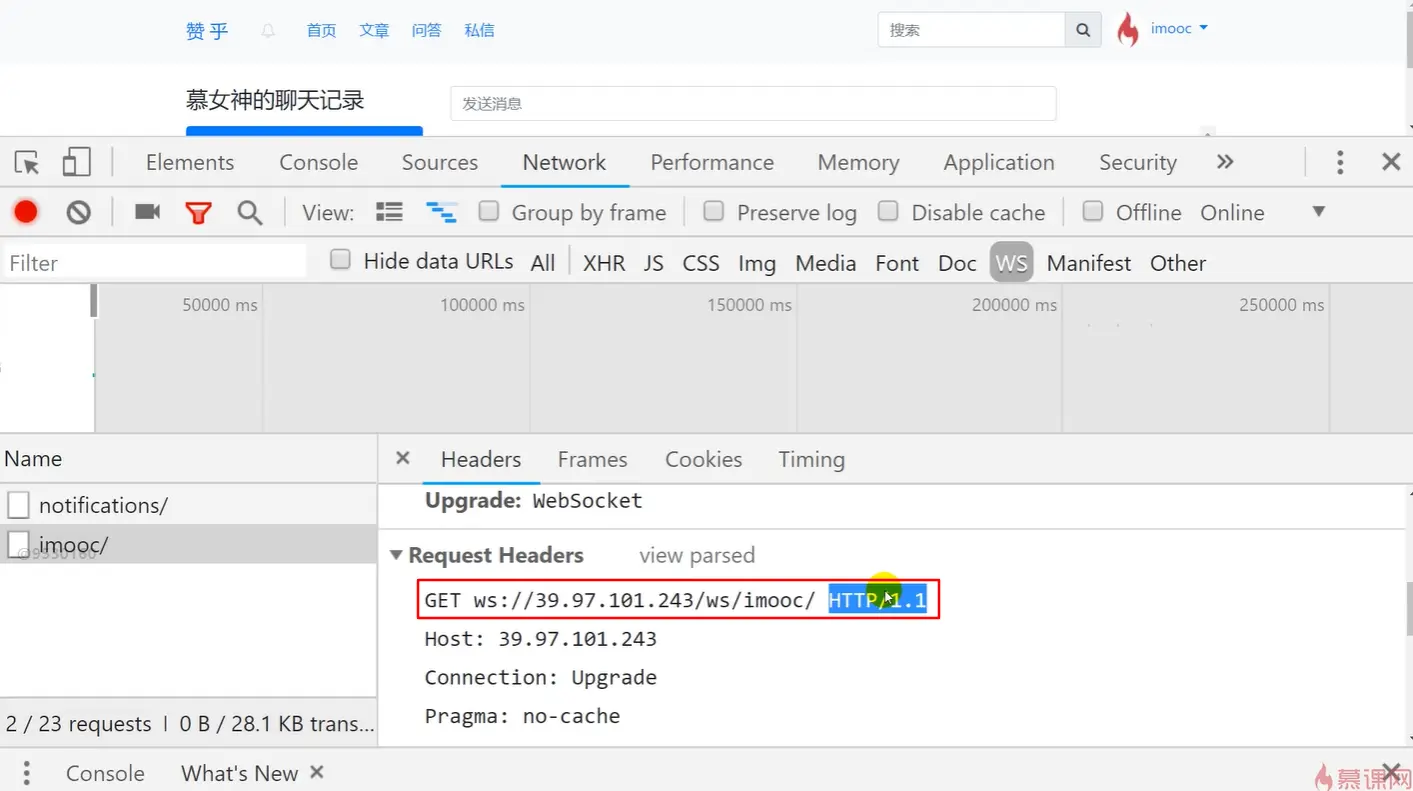 赞乎 首页 文章 问答 私信 搜索 imooc
慕女神的聊天记录 发送消息
Elements Console Sources Network Performance Memory Application Security »
View: Group by frame Preserve log Disable cache Offline Online
Filter Hide data URLs All XHR JS CSS Img Media Font Doc WS Manifest Other
50000 ms 100000 ms 150000 ms 200000 ms 250000 ms
Name Headers Frames Cookies Timing
notifications/
imooc/
@9330180
2 / 23 requests | 0 B / 28.1 KB trans...
Upgrade: WebSocket
Request Headers view parsed
GET ws://39.97.101.243/ws/imooc/ HTTP/1.1
Host: 39.97.101.243
Connection: Upgrade
Pragma: no-cache
Console What's New
慕课网